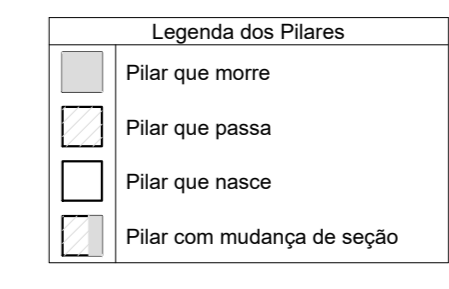 Legenda dos Pilares
Pilar que morre
Pilar que passa
Pilar que nasce
Pilar com mudança de seção